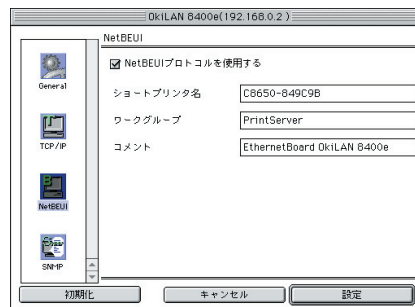 OkiLAN 8400e(192.168.0.2)
General
TCP/IP
NetBEUI
SNMP
NetBEUI
NetBEUIプロトコルを使用する
ショートプリンタ名 C8650-849C9B
ワークグループ PrintServer
コメント EthernetBoard OkiLAN 8400e
初期化 キャンセル 設定